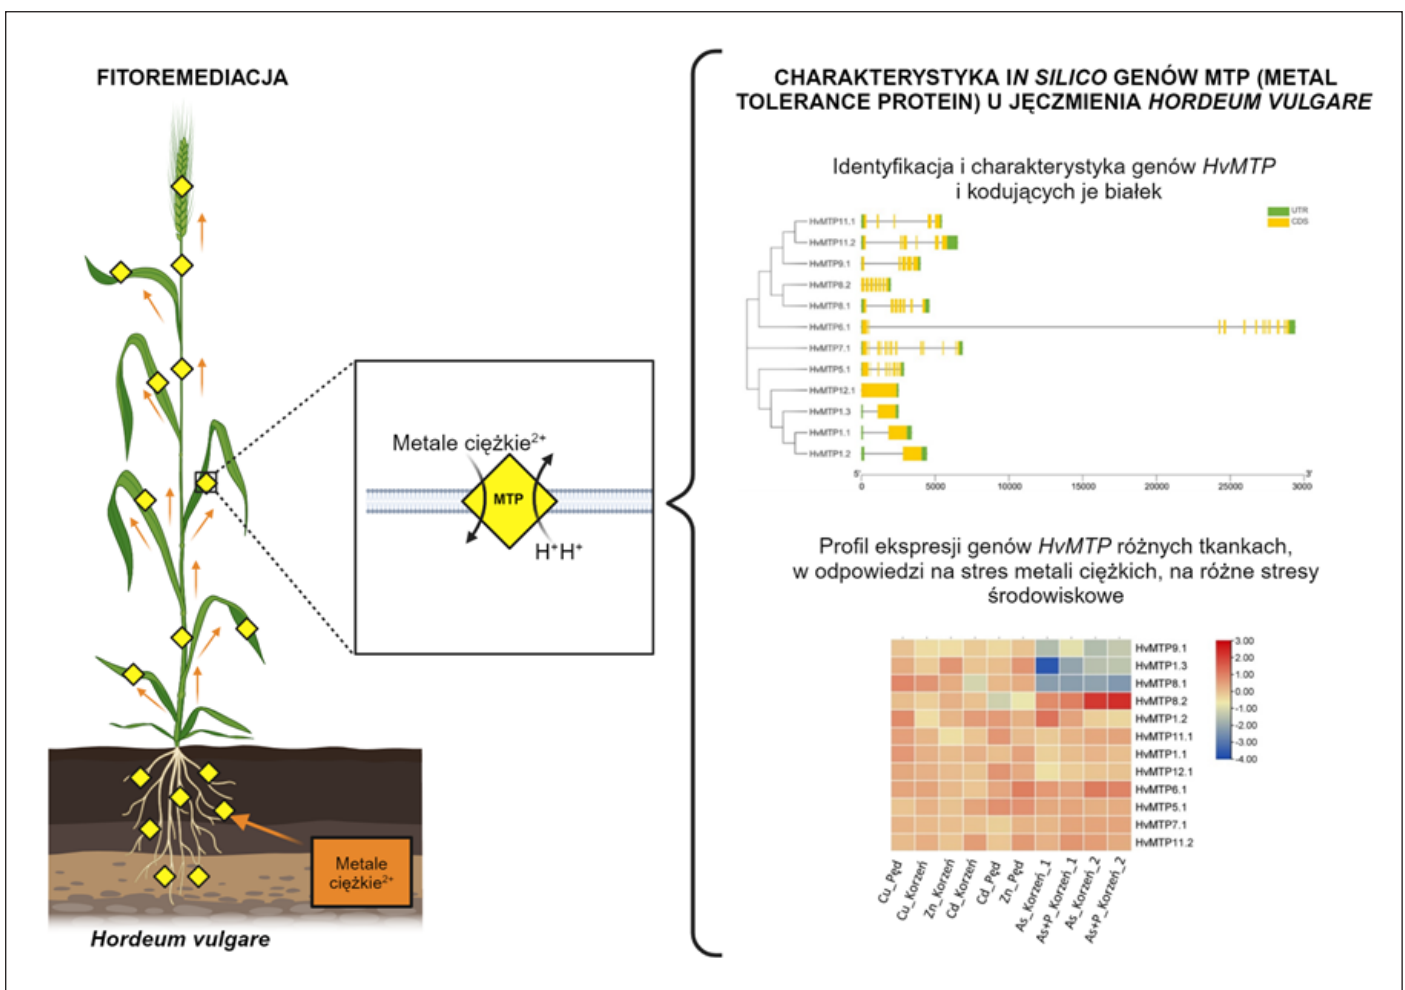 FITOREMEDIACJA
Metale ciężkie²⁺
MTP
H⁺H⁺
Metale
ciężkie²⁺
Hordeum vulgare
CHARAKTERYSTYKA IN SILICO GENÓW MTP (METAL
TOLERANCE PROTEIN) U JĘCZMIENIA HORDEUM VULGARE
Identyfikacja i charakterystyka genów HvMTP
i kodujących je białek
UTR
CDS
HvMTP11.1
HvMTP11.2
HvMTP9.1
HvMTP8.2
HvMTP8.1
HvMTP6.1
HvMTP7.1
HvMTP5.1
HvMTP12.1
HvMTP1.3
HvMTP1.1
HvMTP1.2
5' 3'
0 5000 10000 15000 20000 25000 30000
Profil ekspresji genów HvMTP różnych tkankach,
w odpowiedzi na stres metali ciężkich, na różne stresy
środowiskowe
HvMTP9.1
HvMTP1.3
HvMTP8.1
HvMTP8.2
HvMTP1.2
HvMTP11.1
HvMTP1.1
HvMTP12.1
HvMTP6.1
HvMTP5.1
HvMTP7.1
HvMTP11.2
3.00
2.00
1.00
0.00
-1.00
-2.00
-3.00
-4.00
Cu_Pęd
Cu_Korzeń
Zn_Korzeń
Cd_Korzeń
Cd_Pęd
Zn_Pęd
As_Korzeń_1
As+P_Korzeń_1
As_Korzeń_2
As+P_Korzeń_2